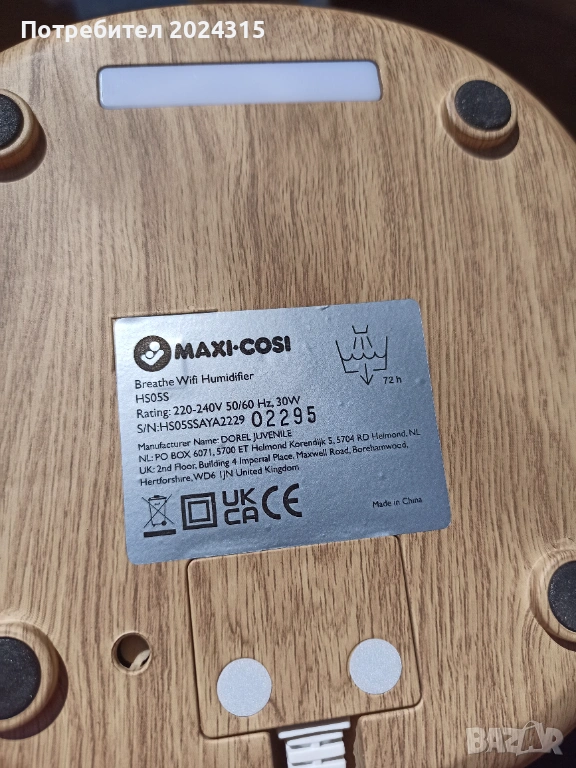 Потребител 2024315
MAXI-COSI
Breathe Wifi Humidifier
HS05S
Rating: 220-240V 50/60 Hz, 30W
S/N:HS05SSAYA2229 02295
72 h
Manufacturer Name: DOREL JUVENILE
NL: PO BOX 6071, 5700 ET Helmond Korendijk 5, 5704 RD Helmond, NL
UK: 2nd Floor, Building 4 Imperial Place, Maxwell Road, Borehamwood,
Hertfordshire, WD6 1JN United Kingdom
UK
CA
CE
Made in China
BAZAR